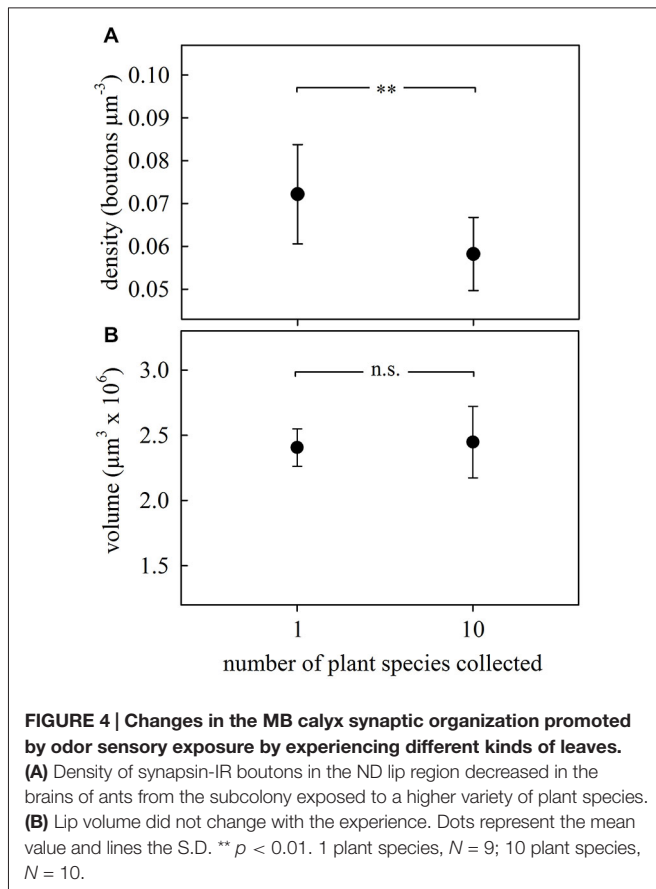 A
0.10
0.09
0.08
0.07
0.06
0.05
density (boutons µm⁻³)
**
B
3.0
2.5
2.0
1.5
volume (µm³ x 10⁶)
n.s.
1 10
number of plant species collected
FIGURE 4 | Changes in the MB calyx synaptic organization promoted
by odor sensory exposure by experiencing different kinds of leaves.
(A) Density of synapsin-IR boutons in the ND lip region decreased in the
brains of ants from the subcolony exposed to a higher variety of plant species.
(B) Lip volume did not change with the experience. Dots represent the mean
value and lines the S.D. ** p < 0.01. 1 plant species, N = 9; 10 plant species,
N = 10.